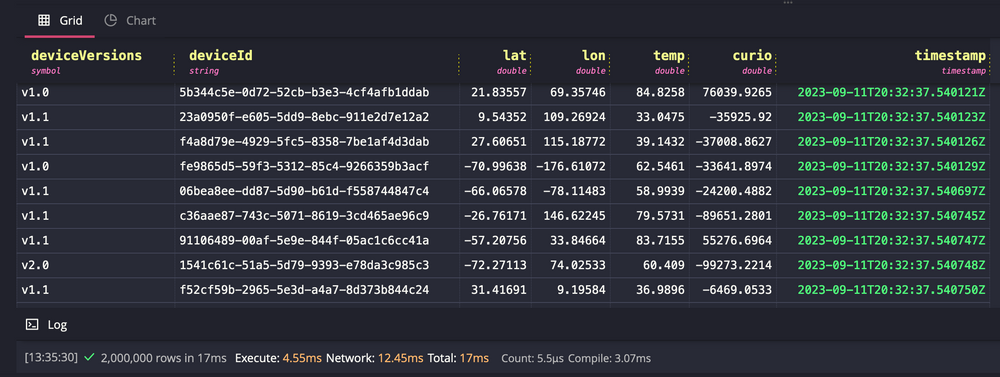 Grid Chart
deviceVersions deviceId lat lon temp curio timestamp
symbol string double double double double timestamp
v1.0 5b344c5e-0d72-52cb-b3e3-4cf4afb1ddab 21.83557 69.35746 84.8258 76039.9265 2023-09-11T20:32:37.540121Z
v1.1 23a0950f-e605-5dd9-8ebc-911e2d7e12a2 9.54352 109.26924 33.0475 -35925.92 2023-09-11T20:32:37.540123Z
v1.1 f4a8d79e-4929-5fc5-8358-7be1af4d3dab 27.60651 115.18772 39.1432 -37008.8627 2023-09-11T20:32:37.540126Z
v1.0 fe9865d5-59f3-5312-85c4-9266359b3acf -70.99638 -176.61072 62.5461 -33641.8974 2023-09-11T20:32:37.540129Z
v1.1 06bea8ee-dd87-5d90-b61d-f558744847c4 -66.06578 -78.11483 58.9939 -24200.4882 2023-09-11T20:32:37.540697Z
v1.1 c36aae87-743c-5071-8619-3cd465ae96c9 -26.76171 146.62245 79.5731 -89651.2801 2023-09-11T20:32:37.540745Z
v1.1 91106489-00af-5e9e-844f-05ac1c6cc41a -57.20756 33.84664 83.7155 55276.6964 2023-09-11T20:32:37.540747Z
v2.0 1541c61c-51a5-5d79-9393-e78da3c985c3 -72.27113 74.02533 60.409 -99273.2214 2023-09-11T20:32:37.540748Z
v1.1 f52cf59b-2965-5e3d-a4a7-8d373b844c24 31.41691 9.19584 36.9896 -6469.0533 2023-09-11T20:32:37.540750Z
Log
[13:35:30] 2,000,000 rows in 17ms Execute: 4.55ms Network: 12.45ms Total: 17ms Count: 5.5µs Compile: 3.07ms